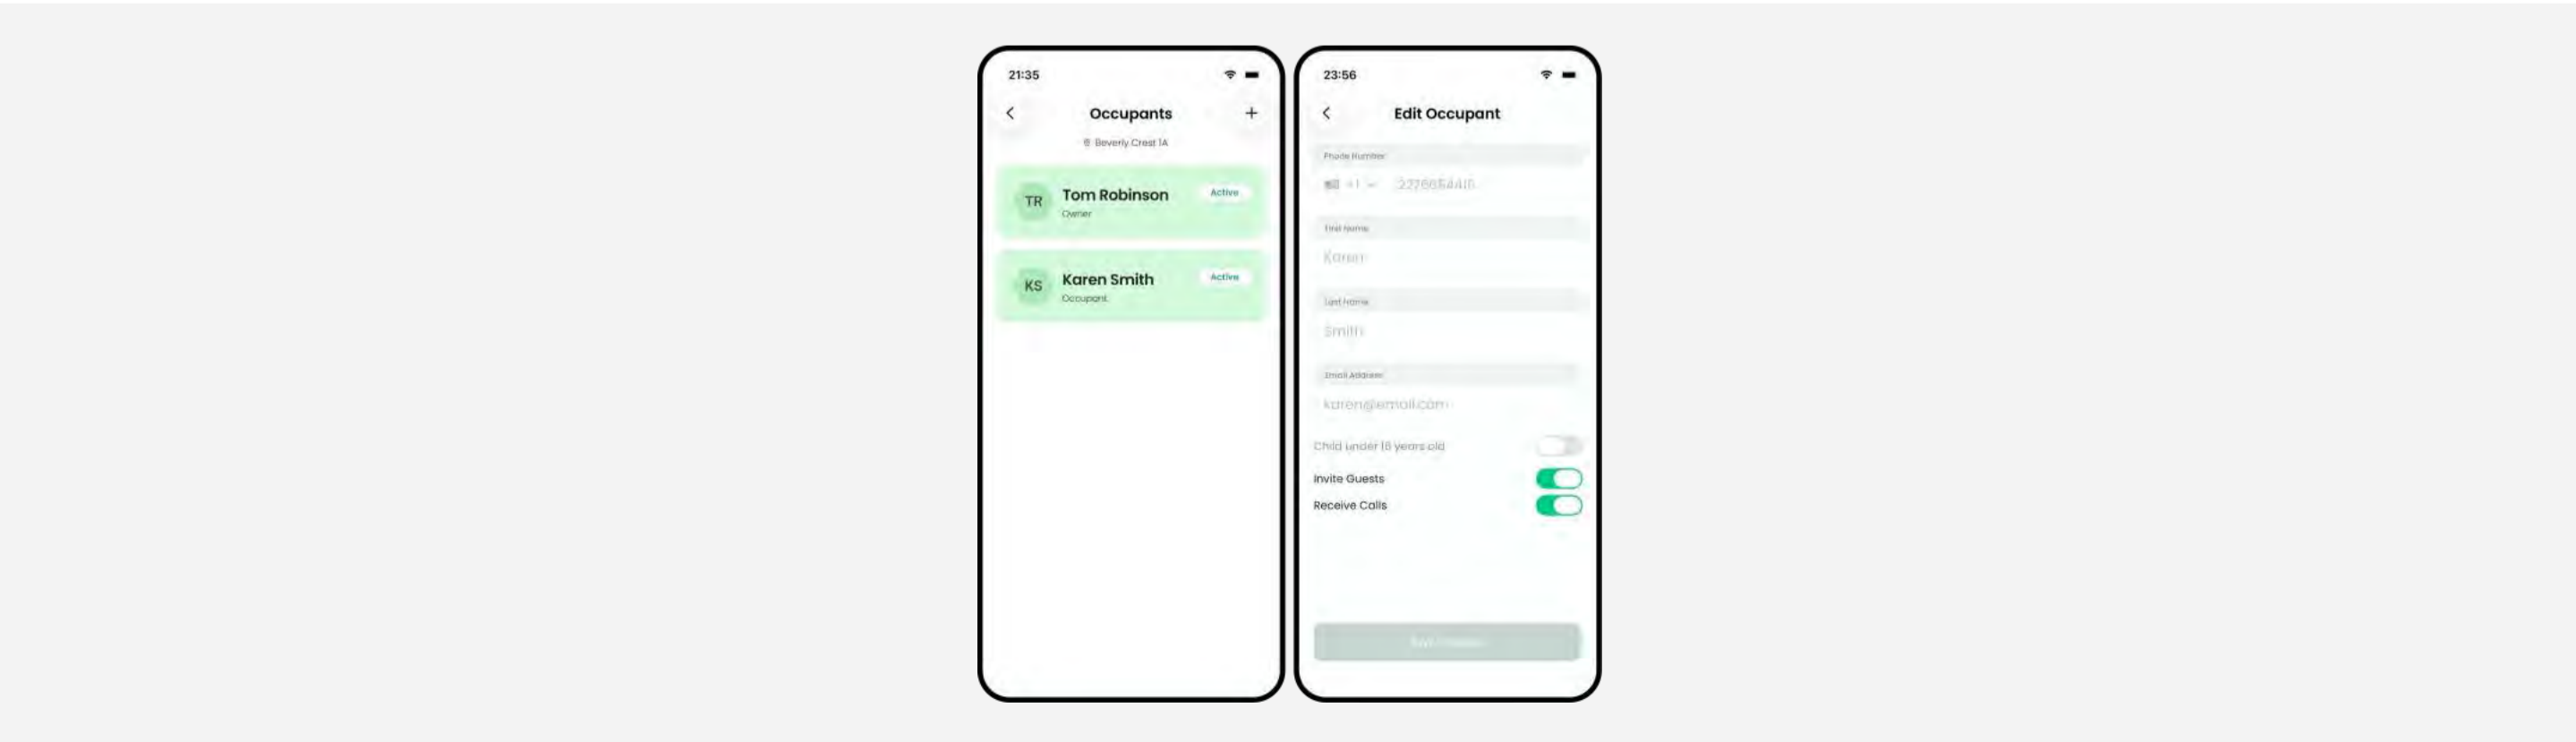 21:35
Occupants
Beverly Crest 1A
TR
Tom Robinson
Active
Owner
KS
Karen Smith
Active
Occupant
23:56
Edit Occupant
Phone Number
+1
First Name
Karen
Last Name
Smith
Email Address
karen@email.com
Child under 18 years old
Invite Guests
Receive Calls